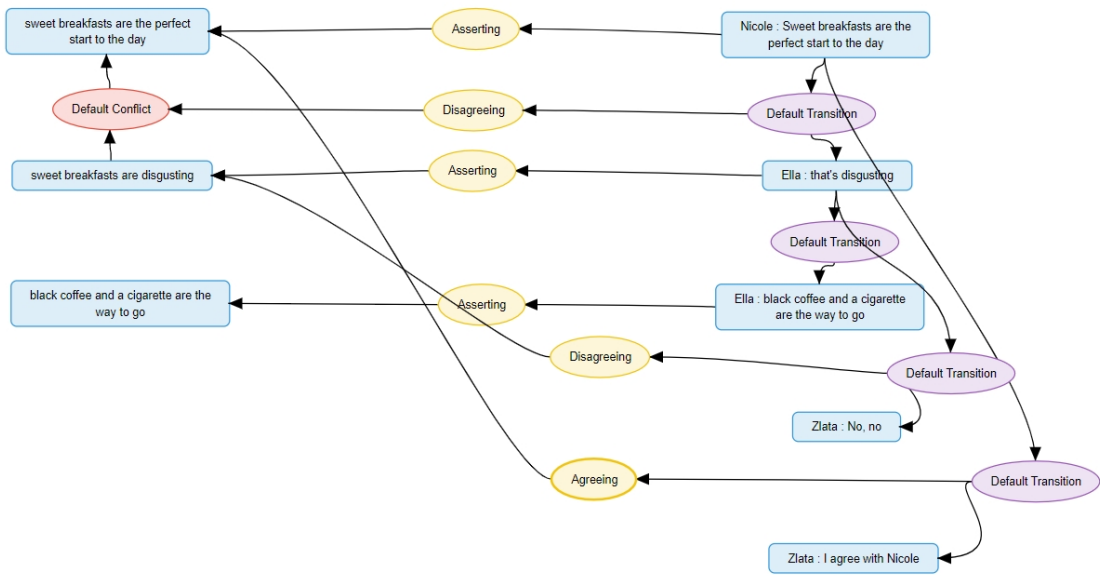 sweet breakfasts are the perfect
start to the day
Asserting
Nicole : Sweet breakfasts are the
perfect start to the day
Default Conflict
Disagreeing
Default Transition
sweet breakfasts are disgusting
Asserting
Ella : that's disgusting
Default Transition
black coffee and a cigarette are the
way to go
Asserting
Ella : black coffee and a cigarette
are the way to go
Disagreeing
Default Transition
Zlata : No, no
Agreeing
Default Transition
Zlata : I agree with Nicole